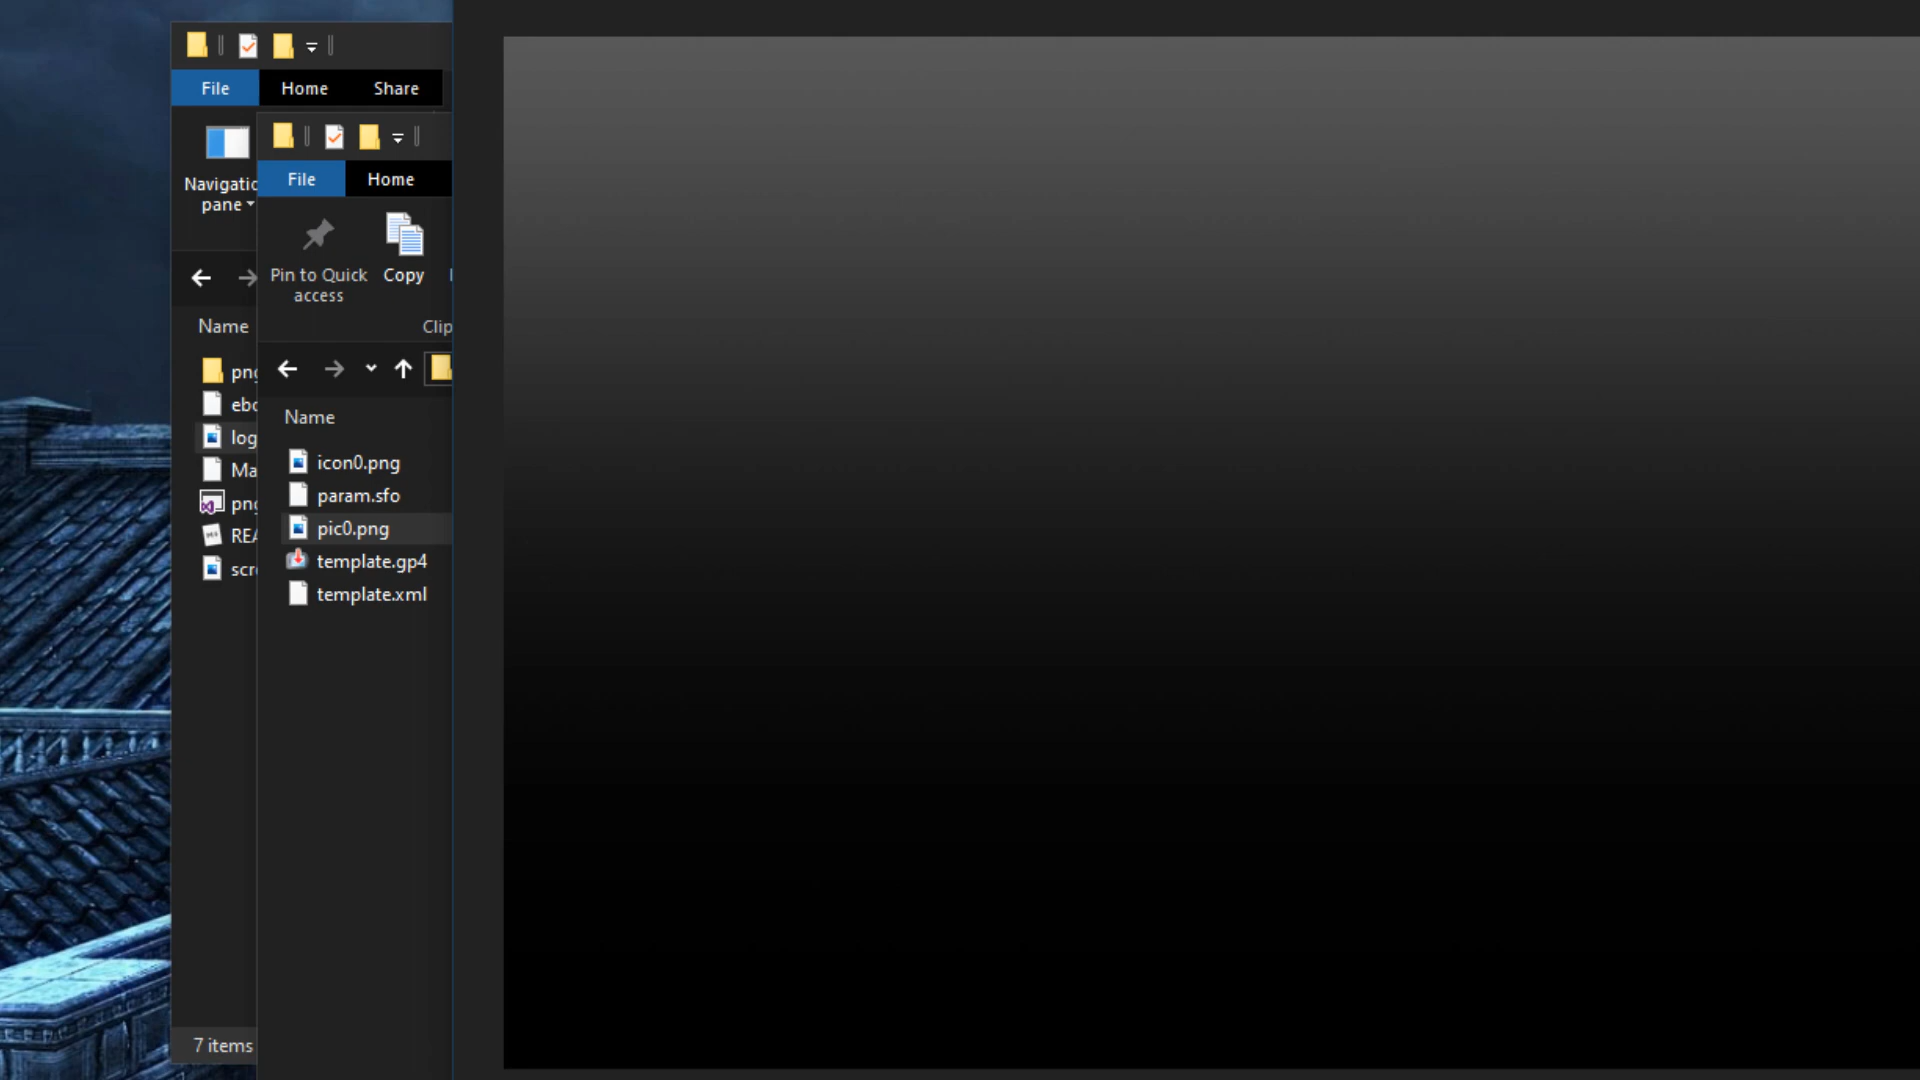 File Home Share
Navigatio
pane
Name
png
ebo
log
Ma
png
REA
scre
7 items
File Home
Pin to Quick
access
Copy
Clip
Name
icon0.png
param.sfo
pic0.png
template.gp4
template.xml